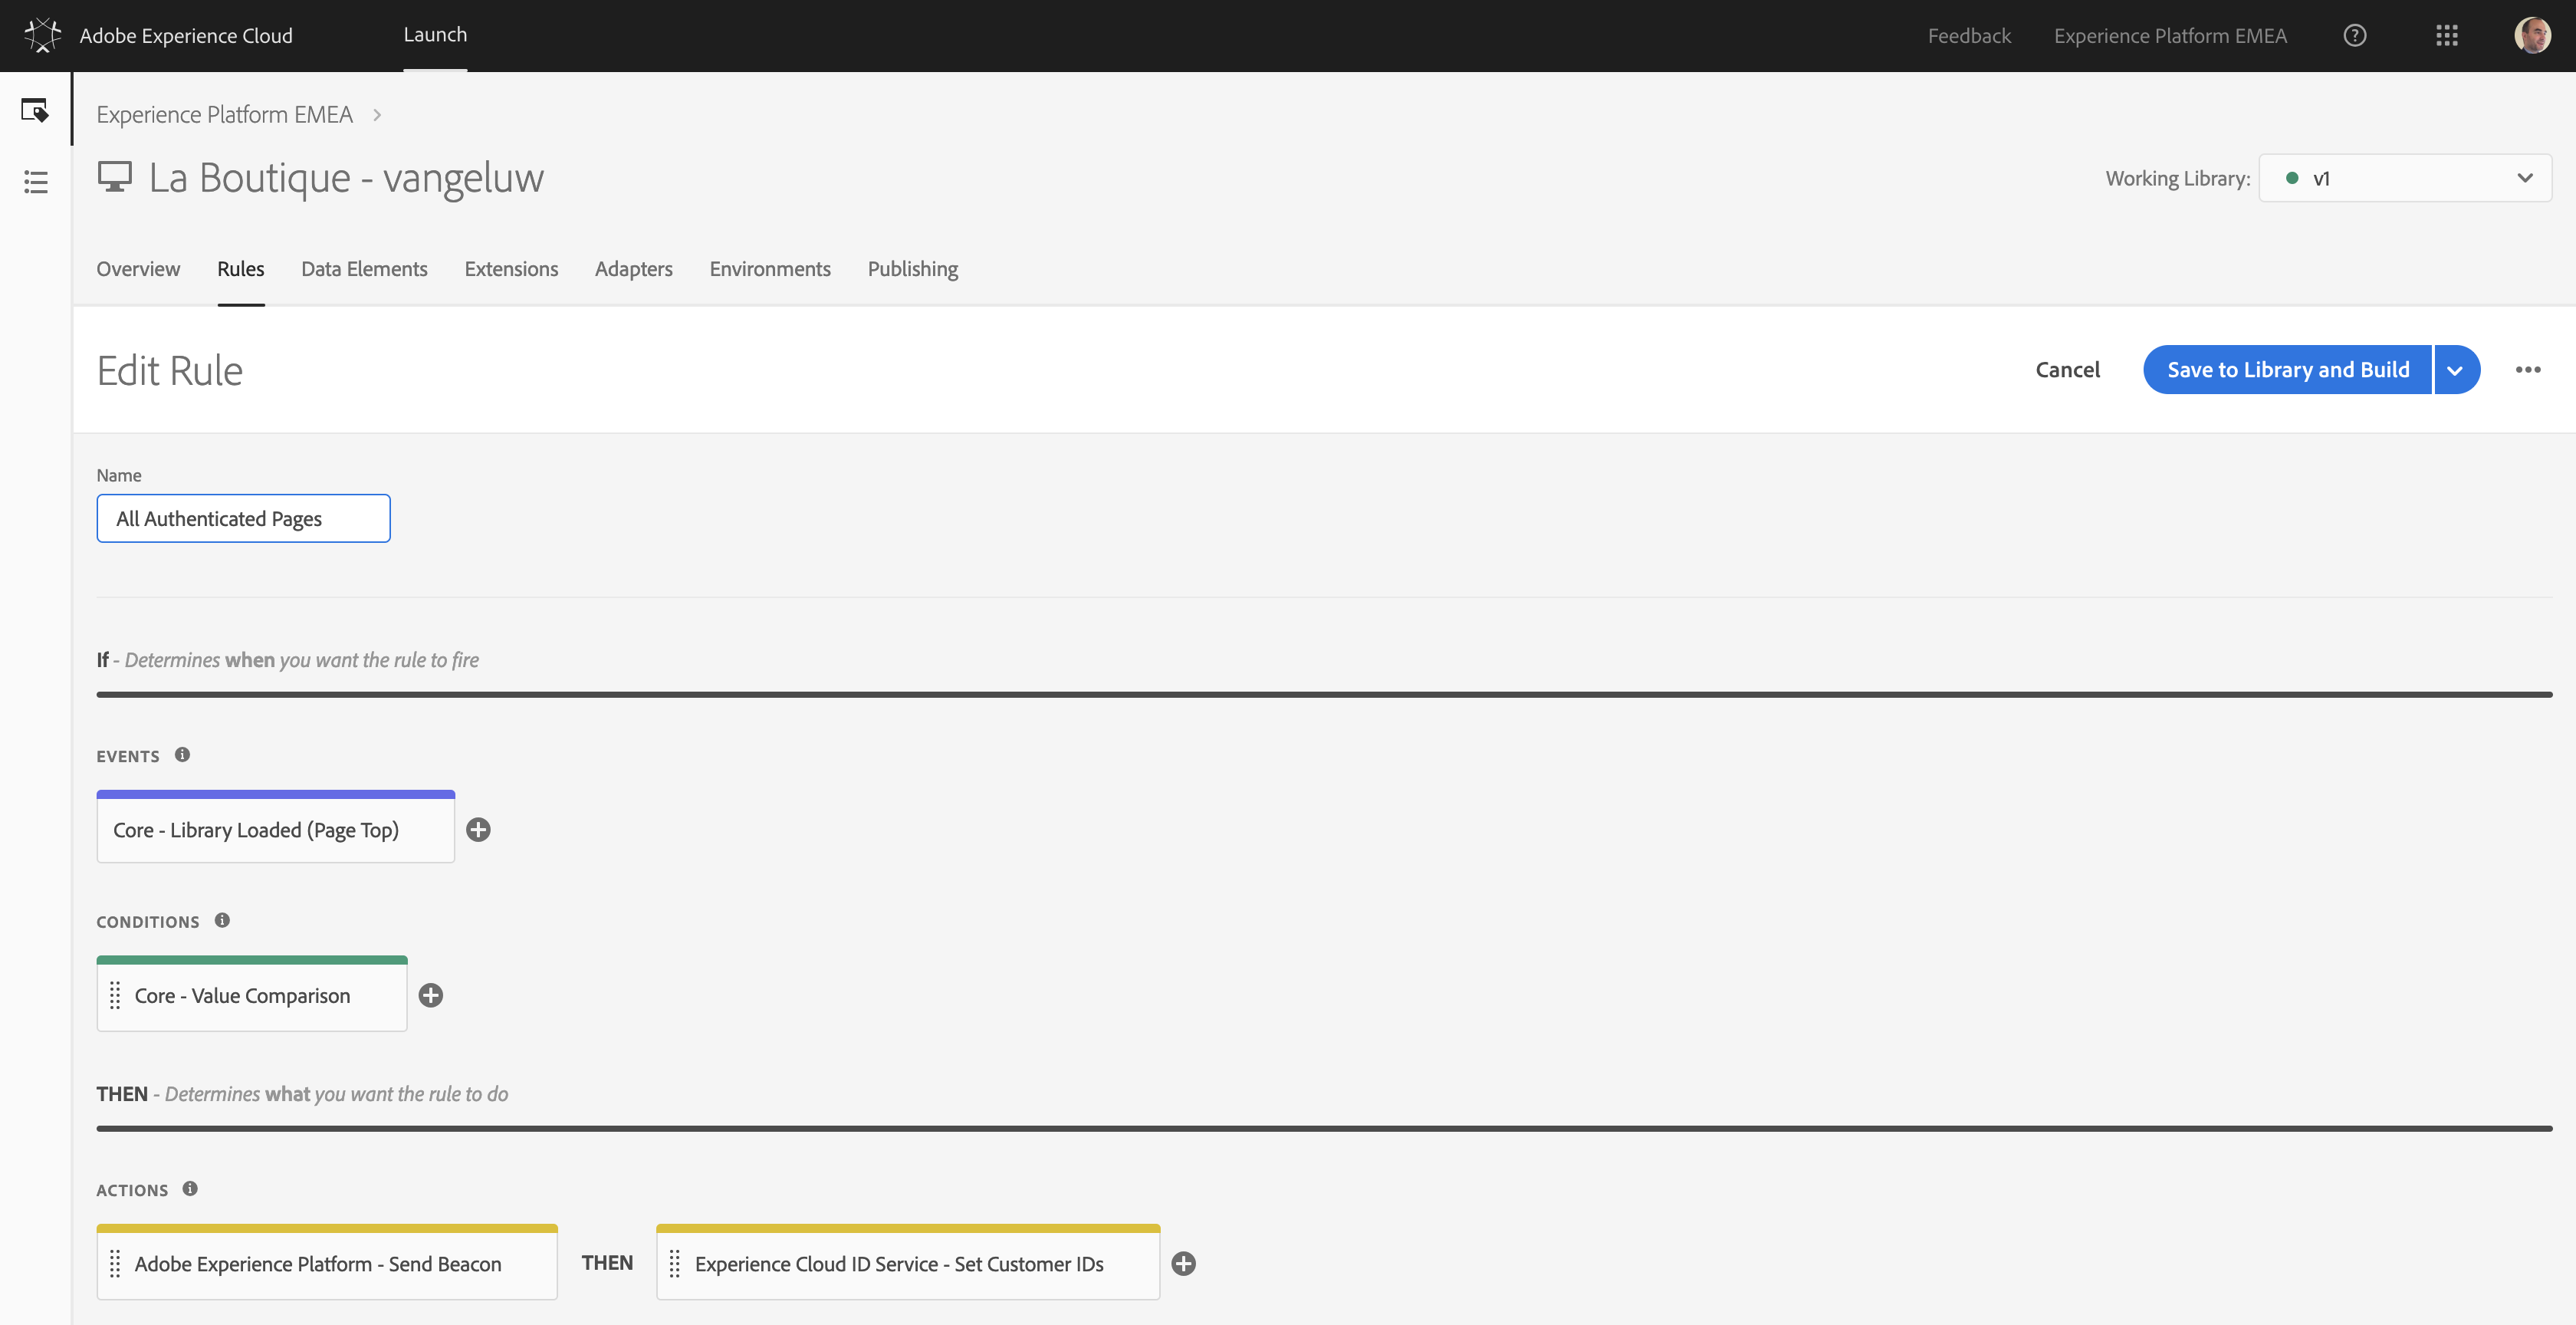 Adobe Experience Cloud Launch Feedback Experience Platform EMEA
Experience Platform EMEA
La Boutique - vangeluw
Working Library: v1
Overview Rules Data Elements Extensions Adapters Environments Publishing
Edit Rule
Cancel Save to Library and Build
Name
All Authenticated Pages
If - Determines when you want the rule to fire
EVENTS
Core - Library Loaded (Page Top)
CONDITIONS
Core - Value Comparison
THEN - Determines what you want the rule to do
ACTIONS
Adobe Experience Platform - Send Beacon THEN Experience Cloud ID Service - Set Customer IDs